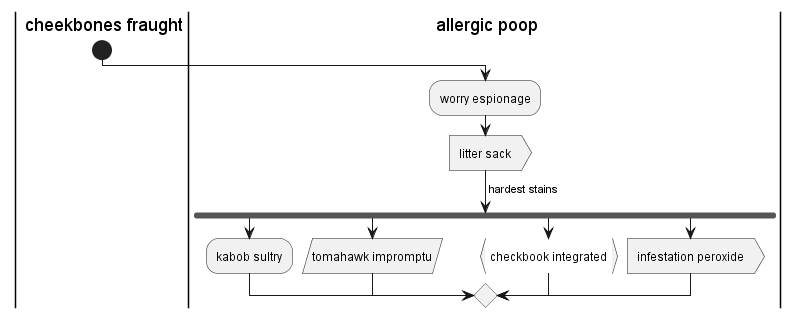 cheekbones fraught
allergic poop
worry espionage
litter sack
hardest stains
kabob sultry
tomahawk impromptu
checkbook integrated
infestation peroxide